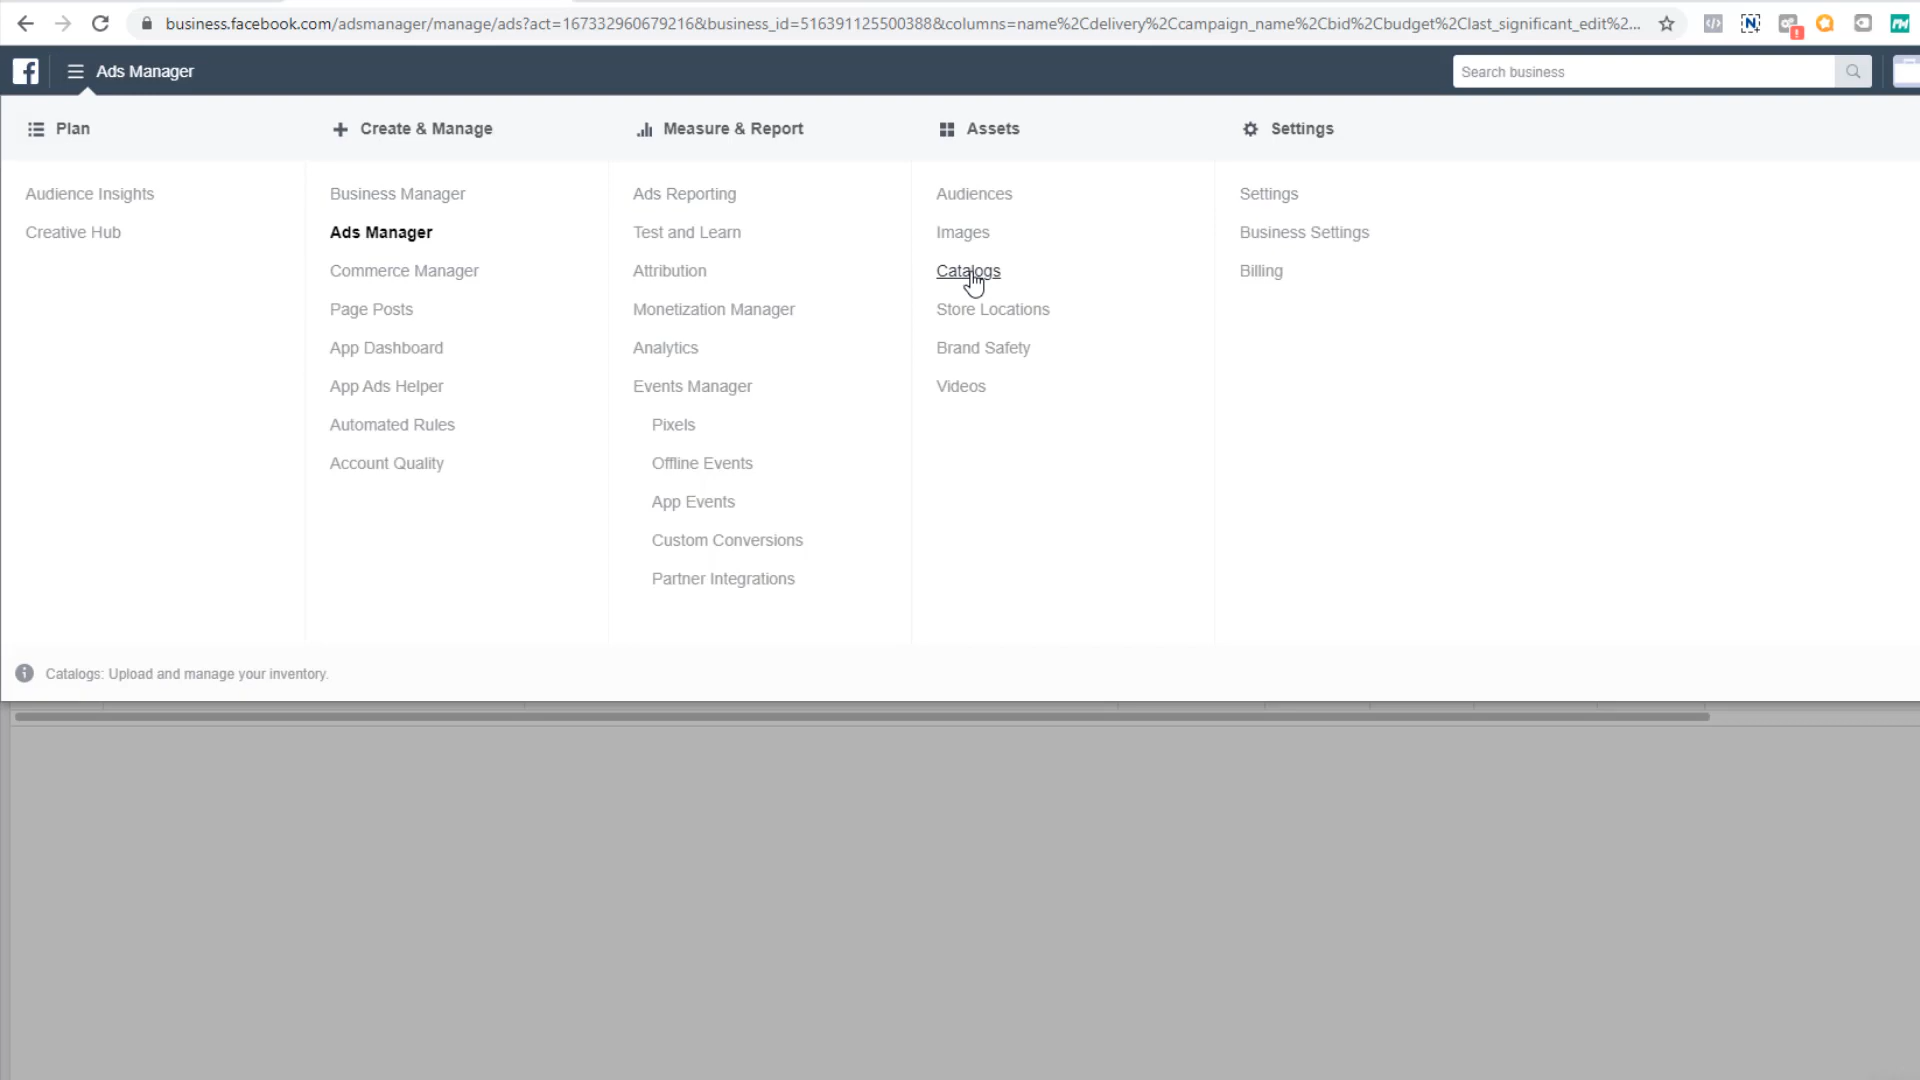 business.facebook.com/adsmanager/manage/ads?act=167332960679216&business_id=516391125500388&columns=name%2Cdelivery%2Ccampaign_name%2Cbid%2Cbudget%2Clast_significant_edit%2...
Ads Manager
Search business
Plan
Audience Insights
Creative Hub
Create & Manage
Business Manager
Ads Manager
Commerce Manager
Page Posts
App Dashboard
App Ads Helper
Automated Rules
Account Quality
Measure & Report
Ads Reporting
Test and Learn
Attribution
Monetization Manager
Analytics
Events Manager
Pixels
Offline Events
App Events
Custom Conversions
Partner Integrations
Assets
Audiences
Images
Catalogs
Store Locations
Brand Safety
Videos
Settings
Settings
Business Settings
Billing
Catalogs: Upload and manage your inventory.